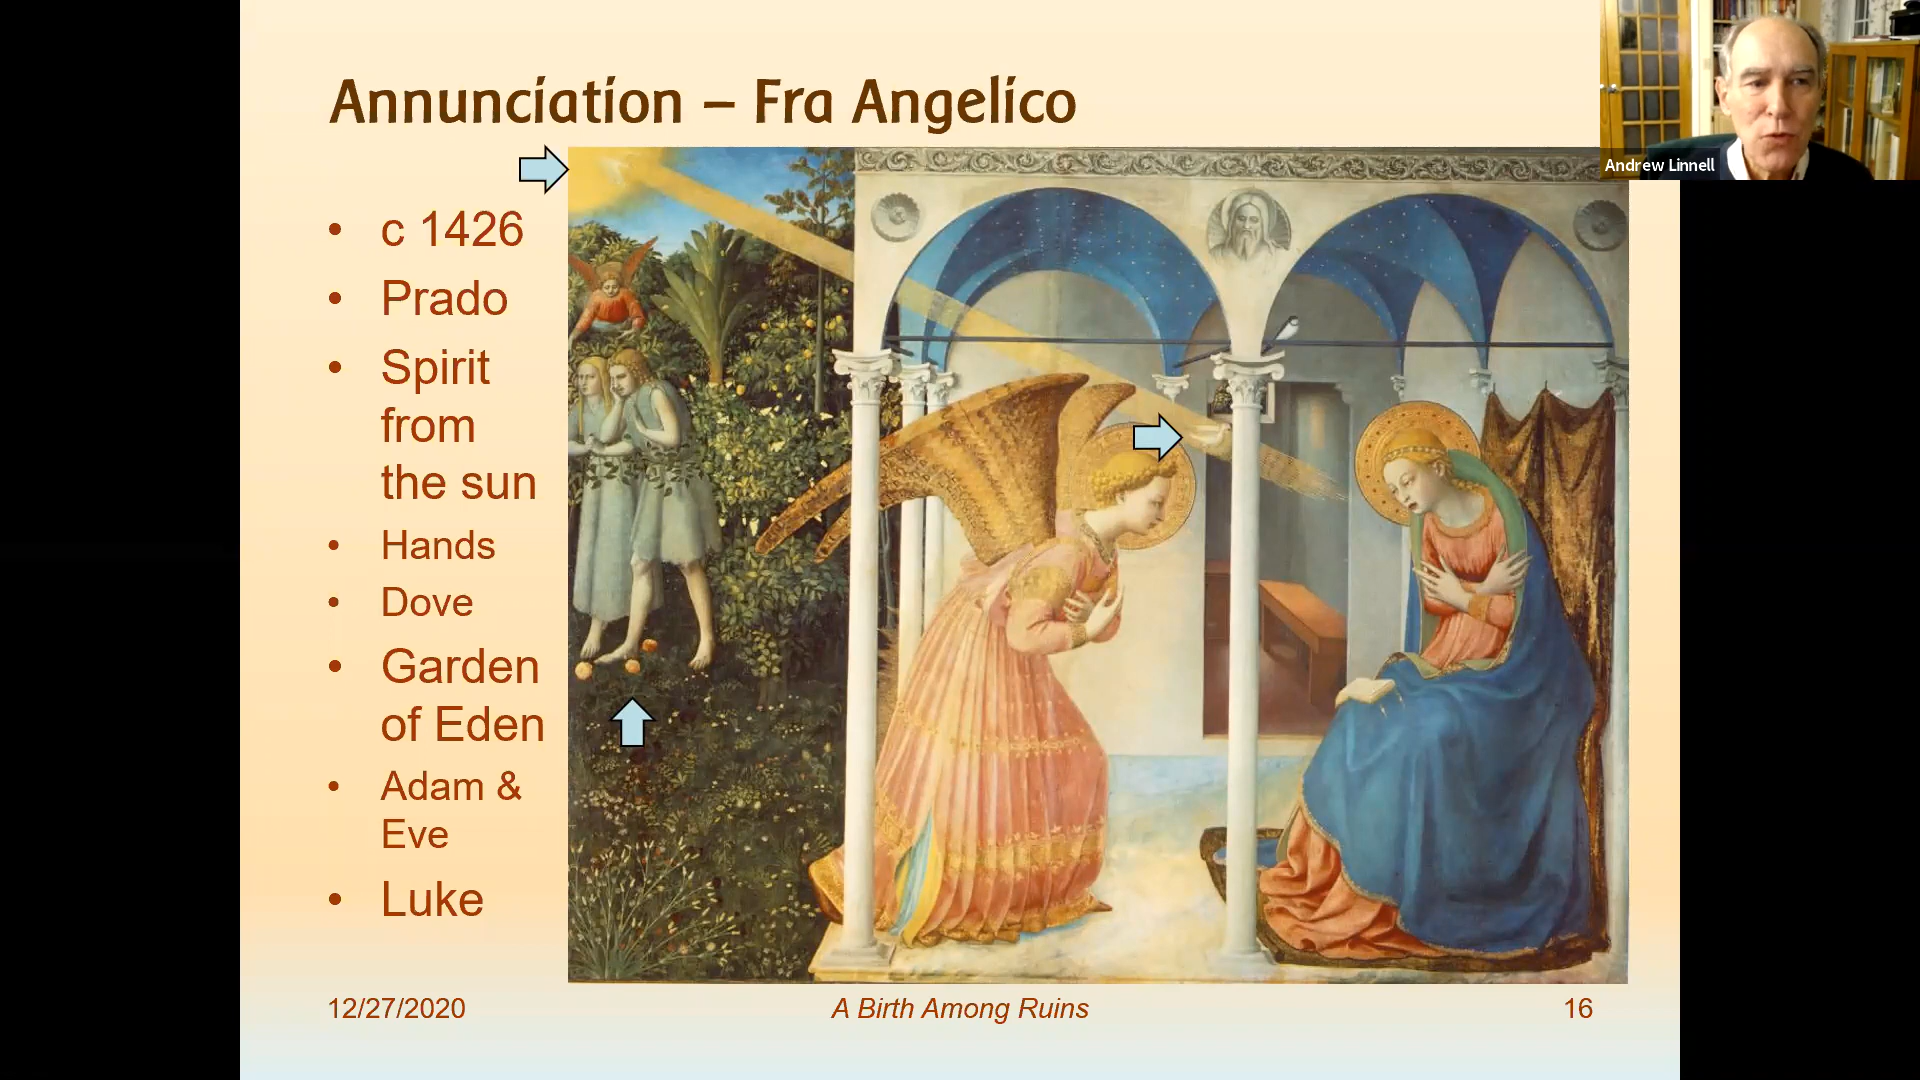 Annunciation – Fra Angelico
Andrew Linnell
• c 1426
• Prado
• Spirit
from
the sun
• Hands
• Dove
• Garden
of Eden
• Adam &
Eve
• Luke
12/27/2020
A Birth Among Ruins
16